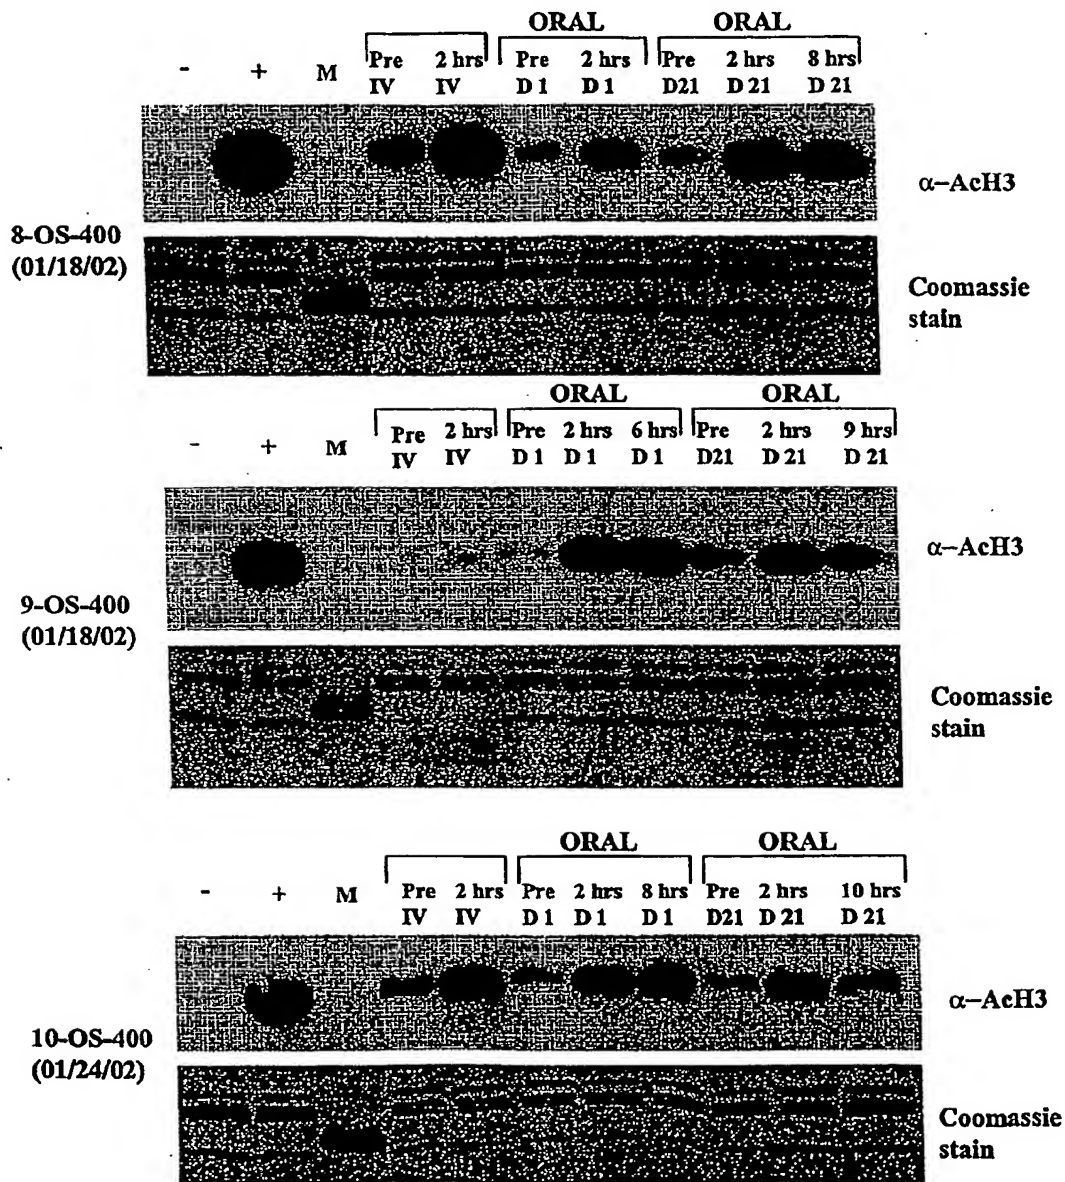 ORAL
- + M Pre 2 hrs Pre 2 hrs Pre 2 hrs 8 hrs
IV IV D 1 D 1 D21 D 21 D 21
α–AcH3
8-OS-400
(01/18/02)
Coomassie
stain
ORAL ORAL
- + M Pre 2 hrs Pre 2 hrs 6 hrs Pre 2 hrs 9 hrs
IV IV D 1 D 1 D 1 D21 D 21 D 21
α–AcH3
9-OS-400
(01/18/02)
Coomassie
stain
ORAL ORAL
- + M Pre 2 hrs Pre 2 hrs 8 hrs Pre 2 hrs 10 hrs
IV IV D 1 D 1 D 1 D21 D 21 D 21
α–AcH3
10-OS-400
(01/24/02)
Coomassie
stain